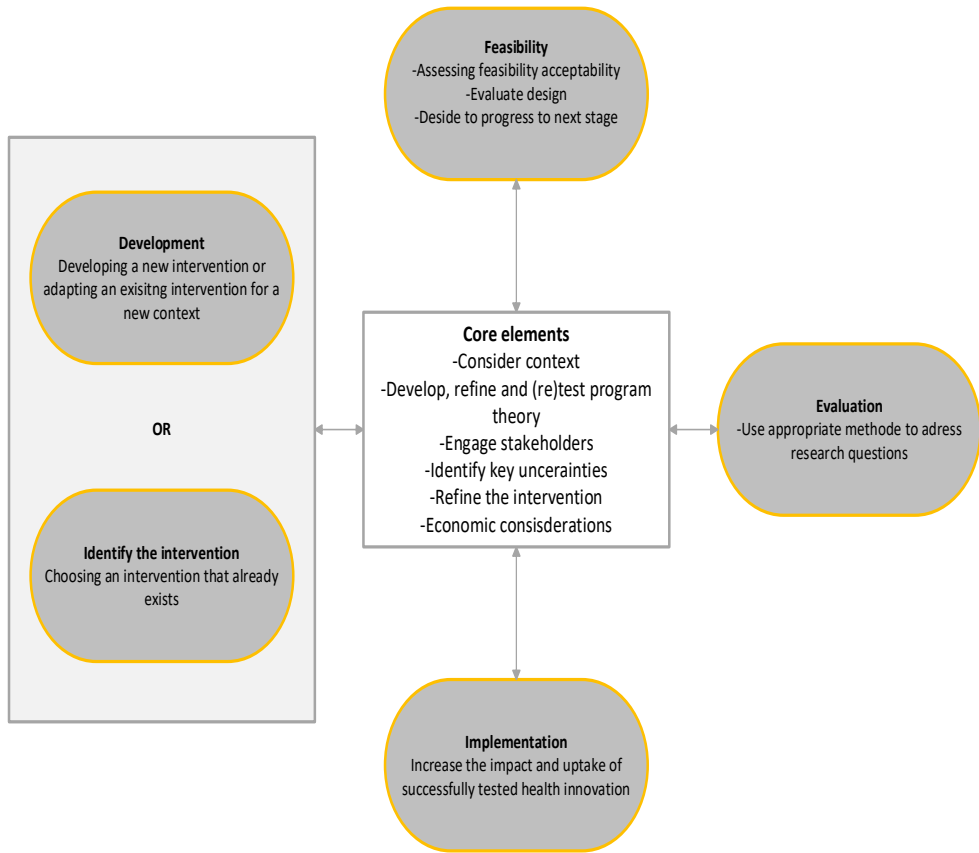 Feasibility
-Assessing feasibility acceptability
-Evaluate design
-Deside to progress to next stage
Development
Developing a new intervention or
adapting an exisitng intervention for a
new context
OR
Identify the intervention
Choosing an intervention that already
exists
Core elements
-Consider context
-Develop, refine and (re)test program
theory
-Engage stakeholders
-Identify key uncerainties
-Refine the intervention
-Economic consisderations
Evaluation
-Use appropriate methode to adress
research questions
Implementation
Increase the impact and uptake of
successfully tested health innovation